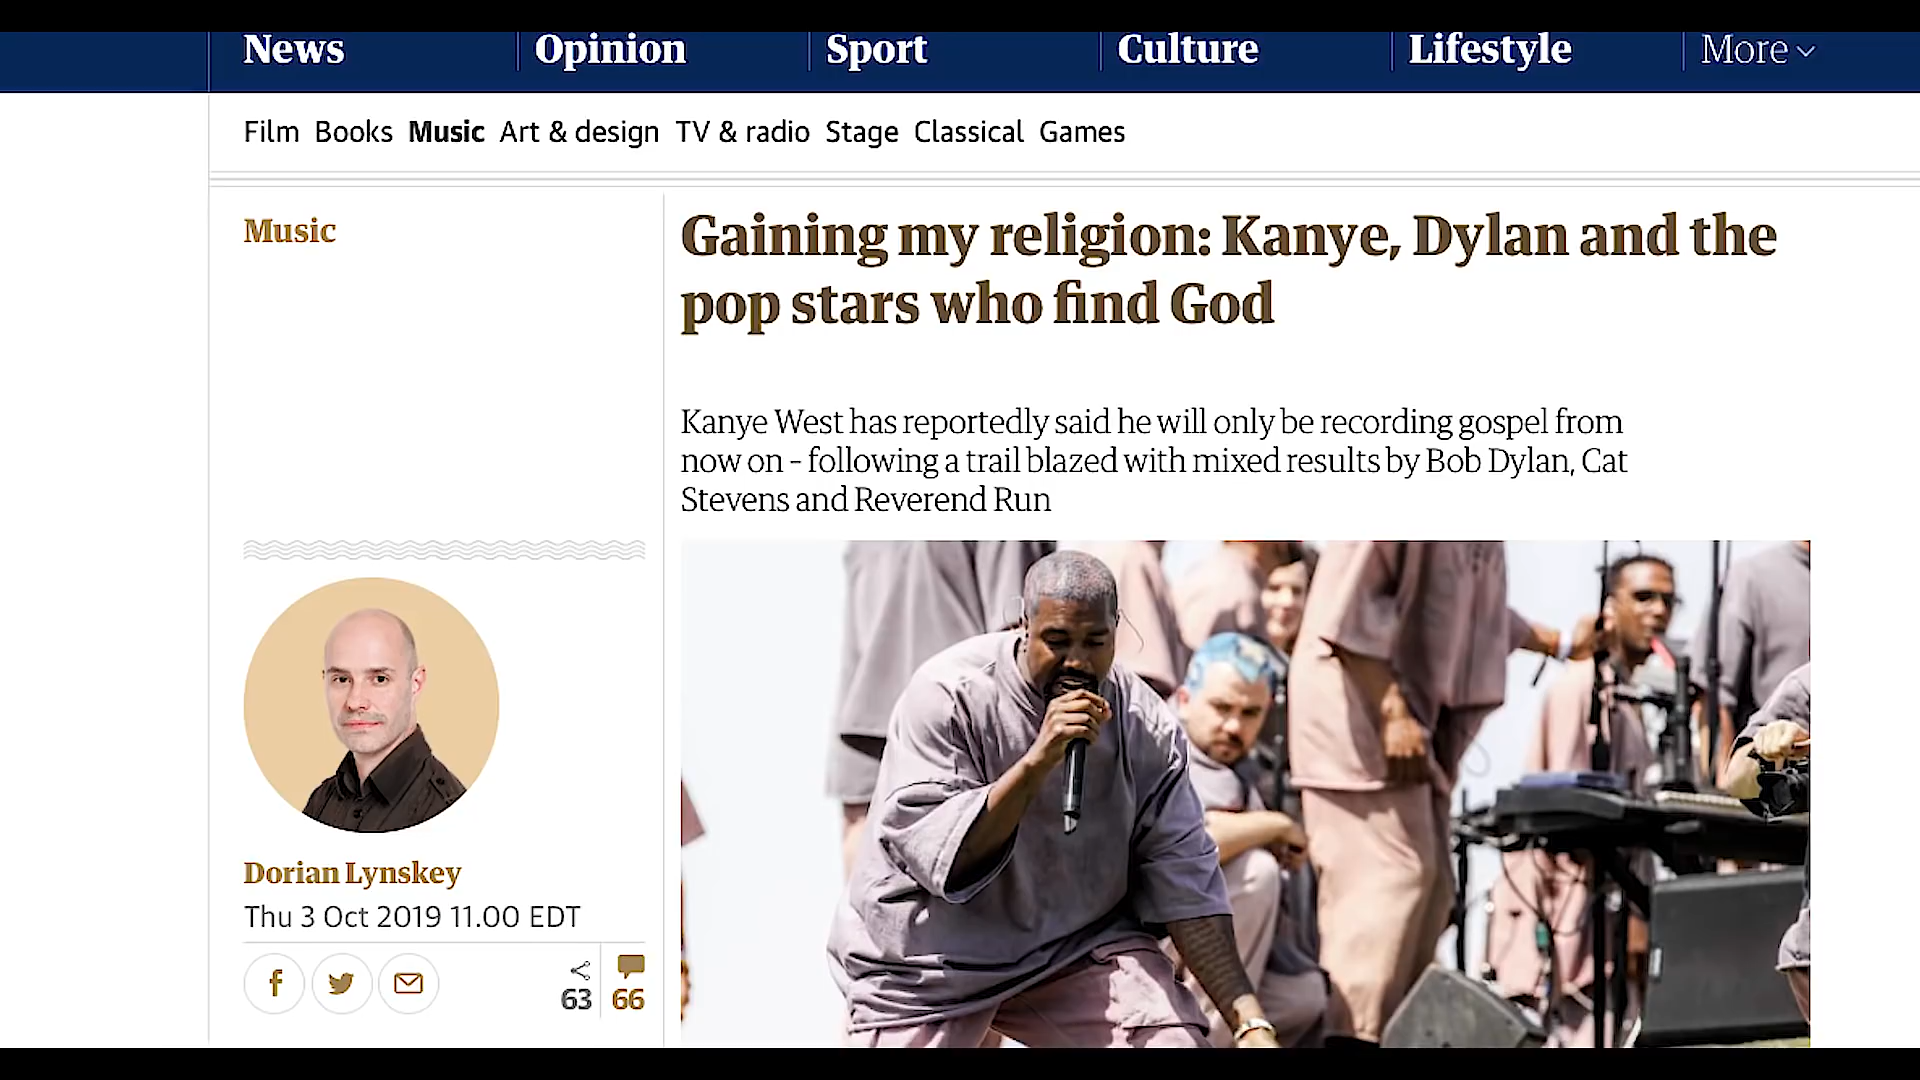 News
Opinion
Sport
Culture
Lifestyle
More
Film Books Music Art & design TV & radio Stage Classical Games
Music
Gaining my religion: Kanye, Dylan and the
pop stars who find God
Kanye West has reportedly said he will only be recording gospel from
now on - following a trail blazed with mixed results by Bob Dylan, Cat
Stevens and Reverend Run
Dorian Lynskey
Thu 3 Oct 2019 11.00 EDT
63
66